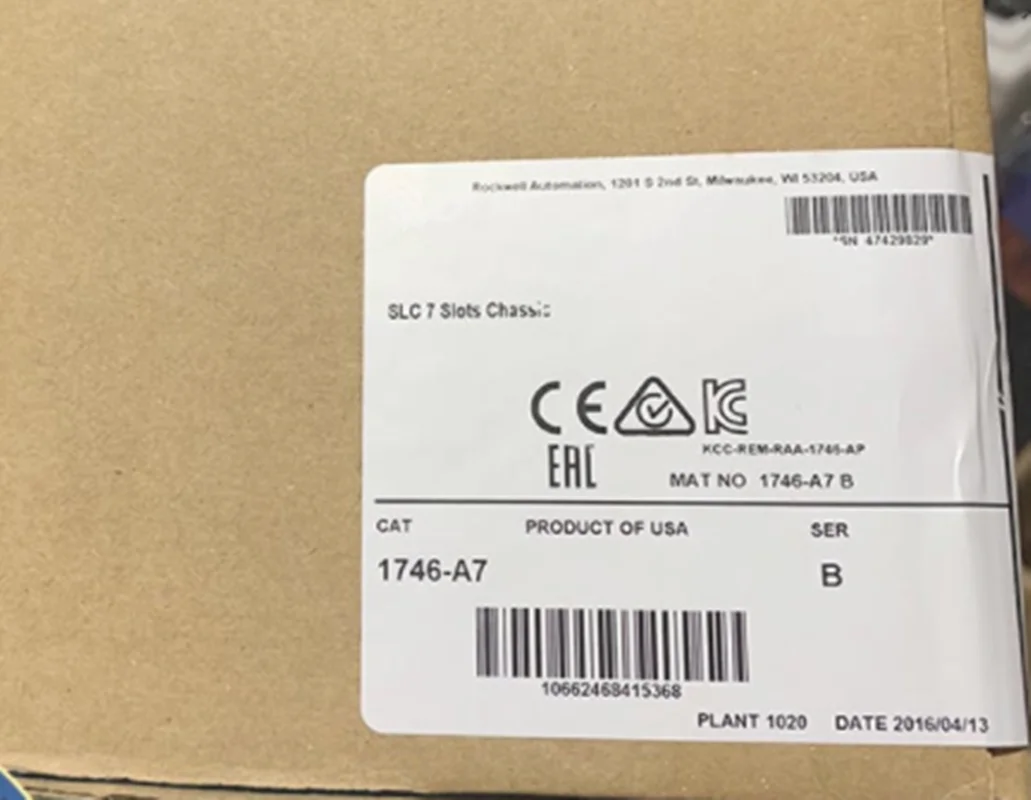 Rockwell Automation, 1201 S 2nd St, Milwaukee, WI 53204, USA
*SN 47429829*
SLC 7 Slots Chassis
CE
KC
KCC-REM-RAA-1746-AP
EAC
MAT NO 1746-A7 B
CAT PRODUCT OF USA SER
1746-A7 B
10662468415368
PLANT 1020 DATE 2016/04/13